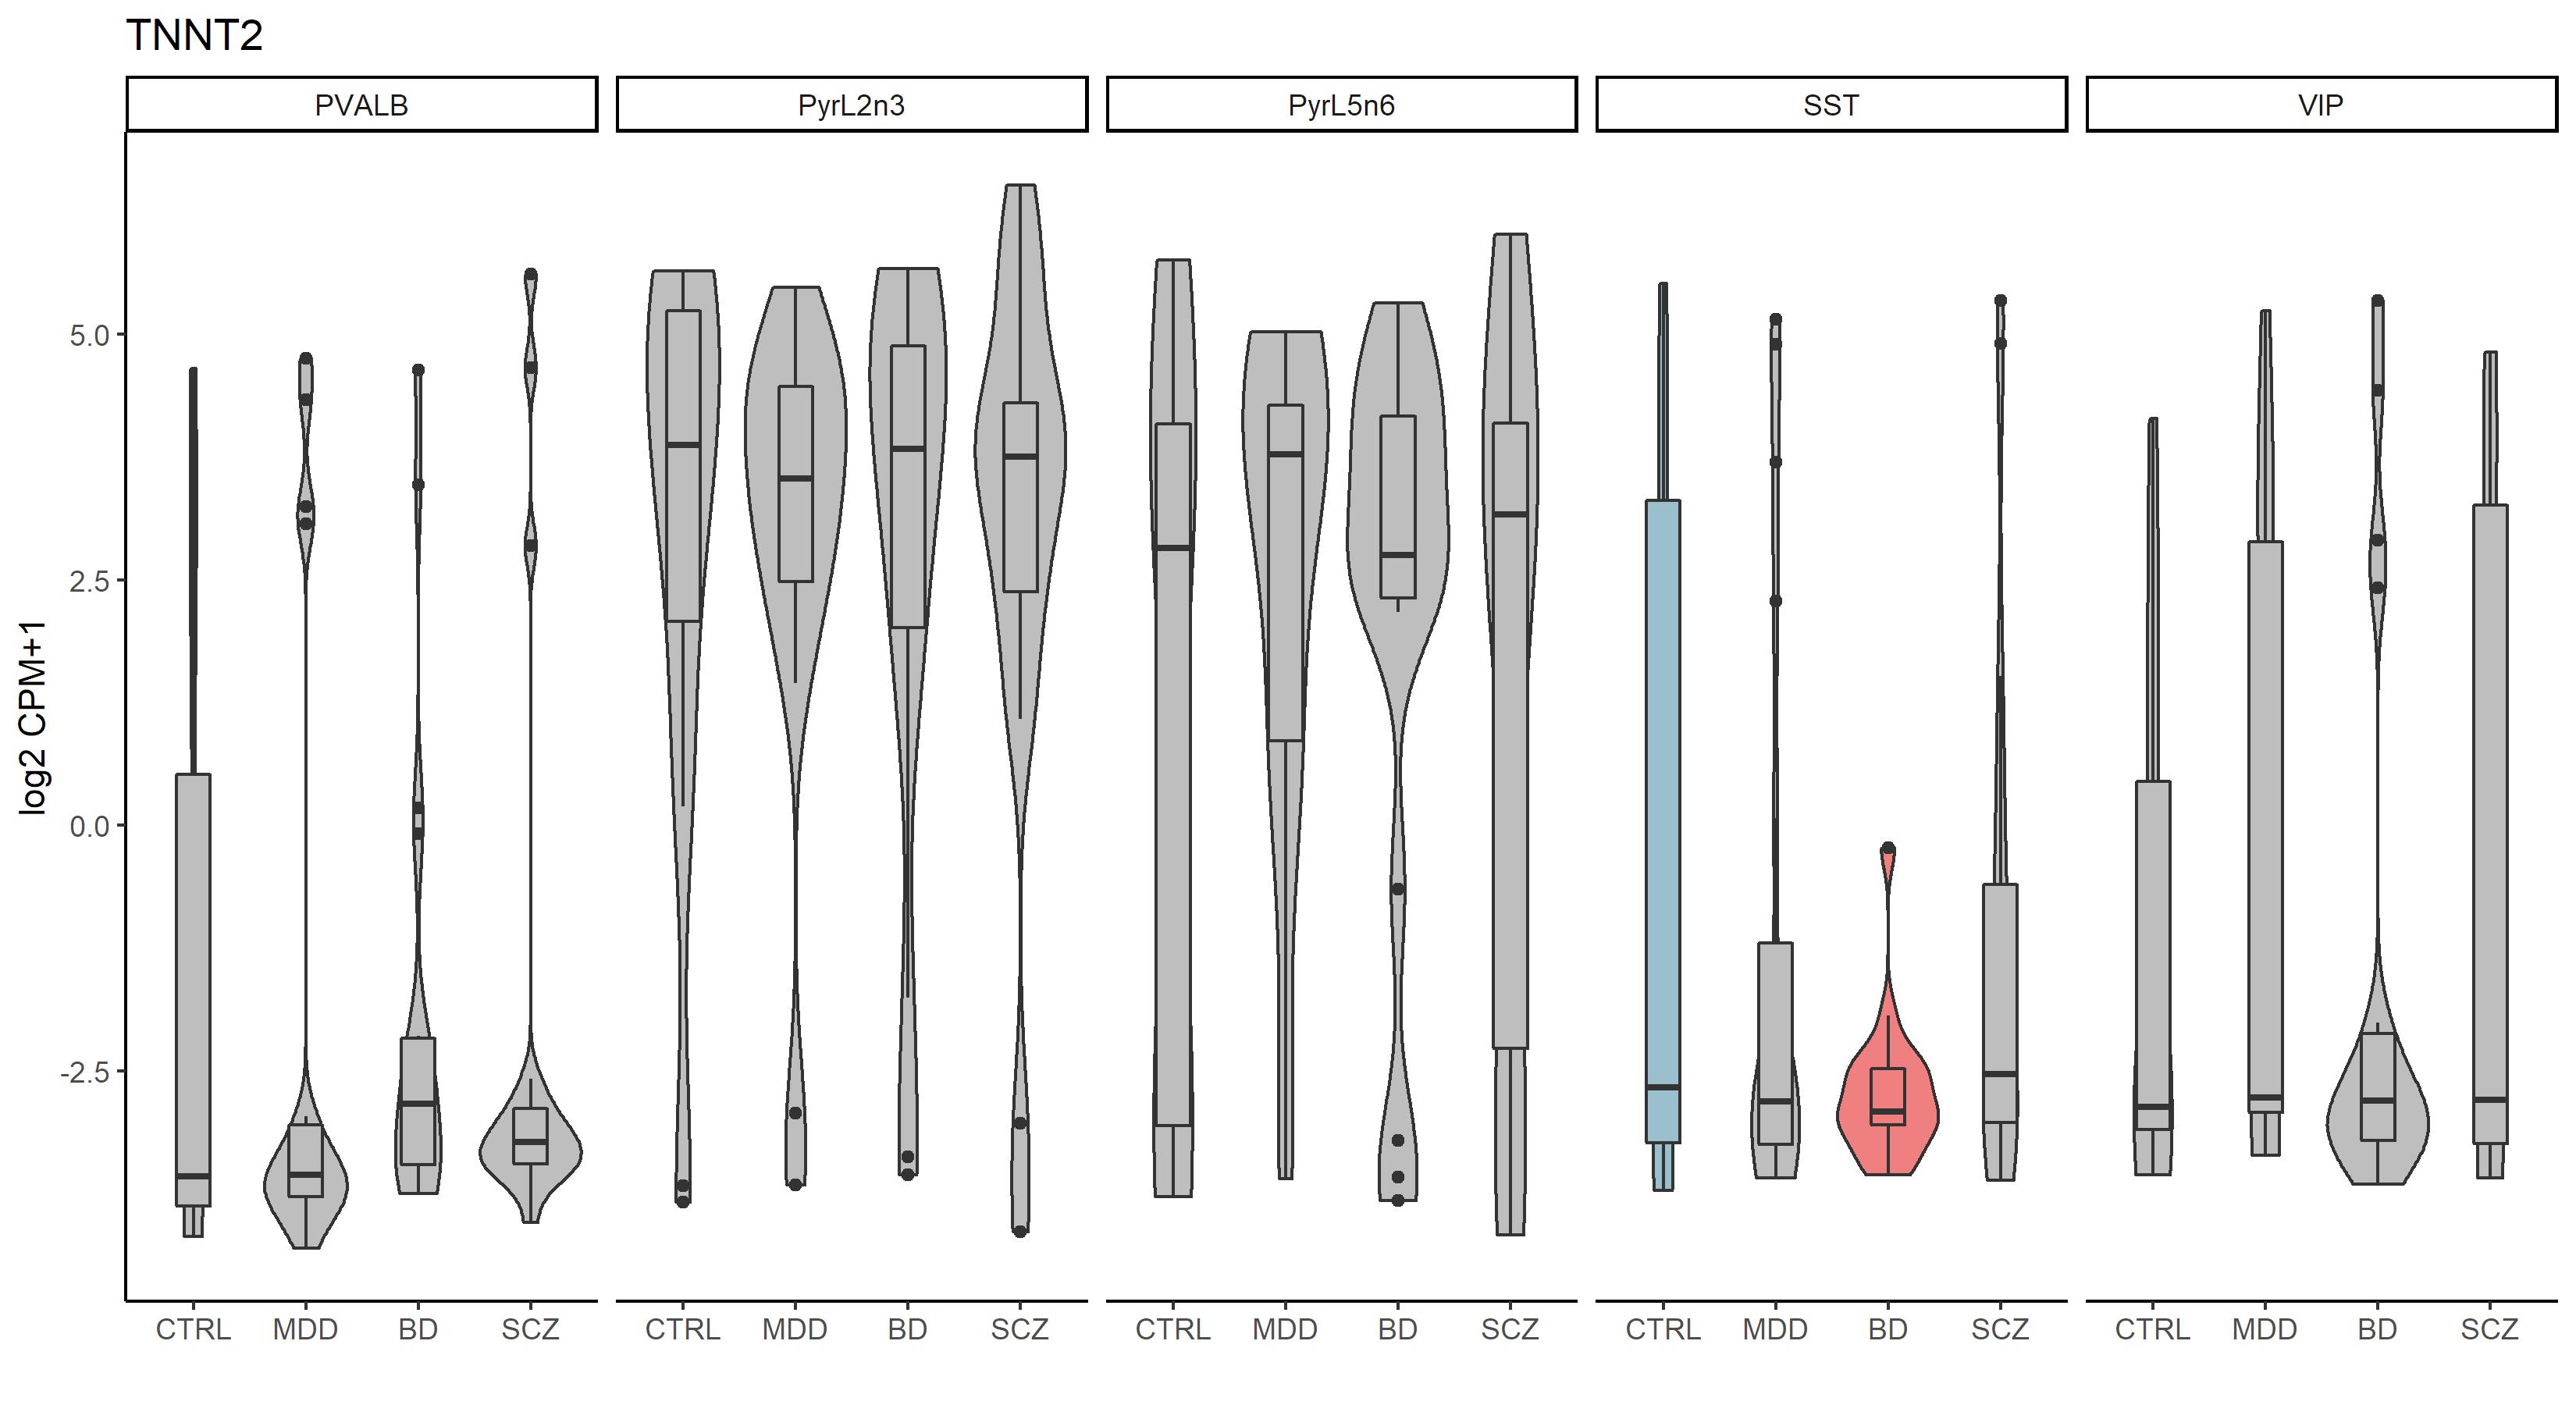 TNNT2
PVALB PyrL2n3 PyrL5n6 SST VIP
log2 CPM+1
5.0
2.5
0.0
-2.5
CTRL MDD BD SCZ CTRL MDD BD SCZ CTRL MDD BD SCZ CTRL MDD BD SCZ CTRL MDD BD SCZ